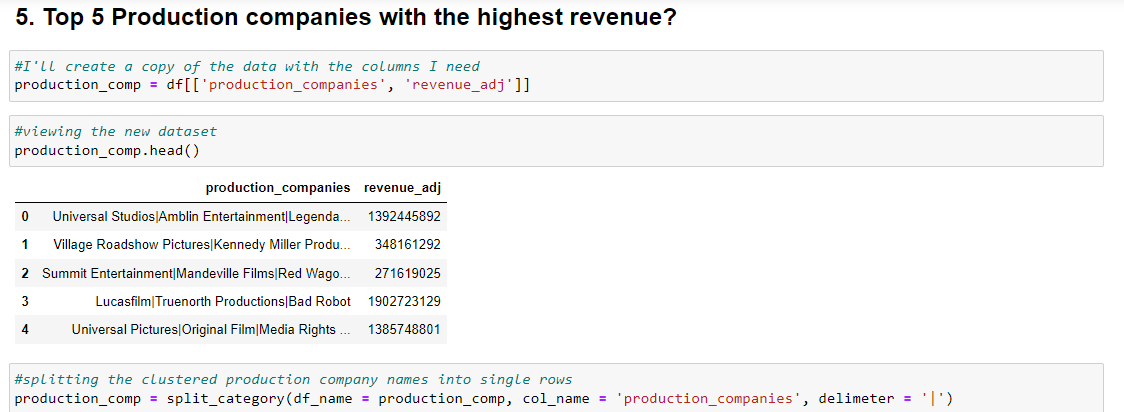 5. Top 5 Production companies with the highest revenue?
#I'll create a copy of the data with the columns I need
production_comp = df[['production_companies', 'revenue_adj']]
#viewing the new dataset
production_comp.head()
production_companies revenue_adj
0 Universal Studios|Amblin Entertainment|Legenda... 1392445892
1 Village Roadshow Pictures|Kennedy Miller Produ... 348161292
2 Summit Entertainment|Mandeville Films|Red Wago... 271619025
3 Lucasfilm|Truenorth Productions|Bad Robot 1902723129
4 Universal Pictures|Original Film|Media Rights ... 1385748801
#splitting the clustered production company names into single rows
production_comp = split_category(df_name = production_comp, col_name = 'production_companies', delimeter = '|')